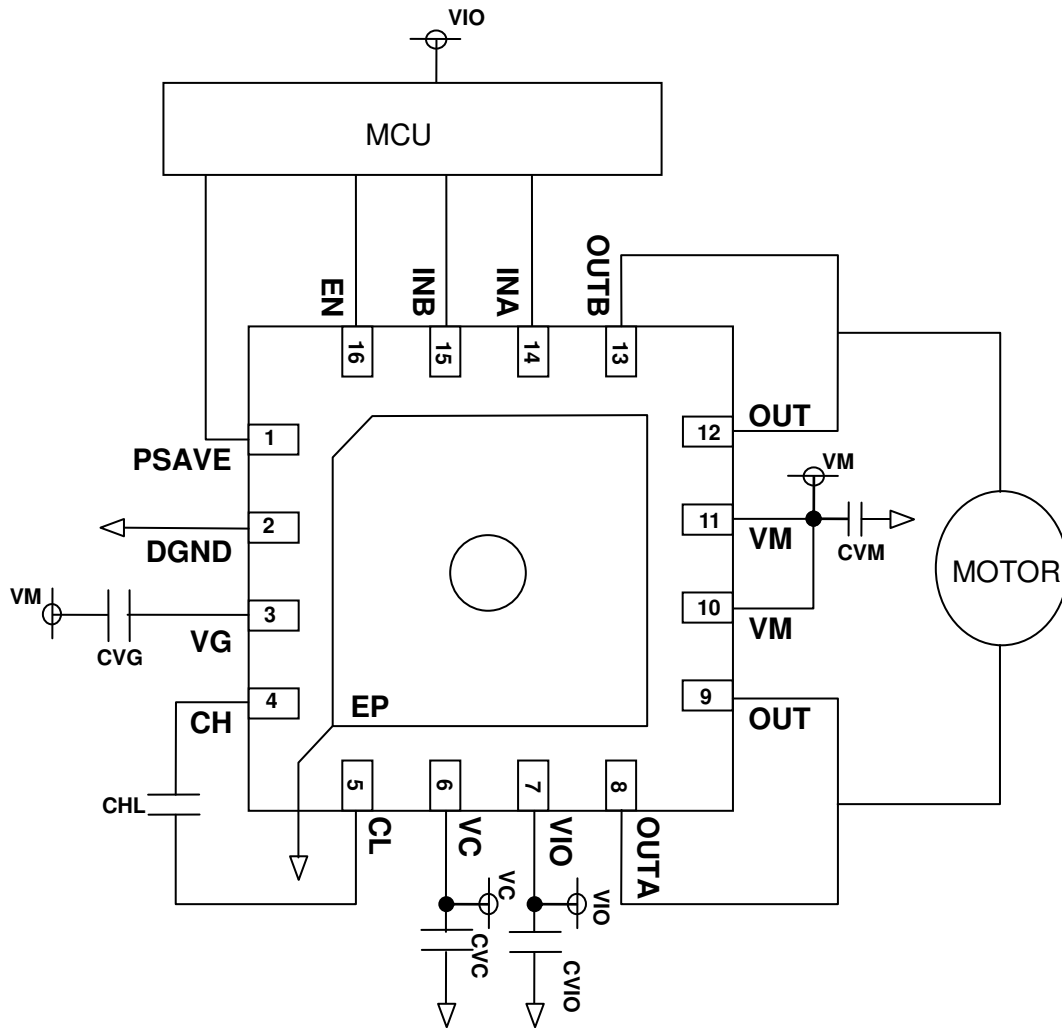 VIO
MCU
EN
INB
INA
OUTB
16
15
14
13
1
PSAVE
12
OUT
2
DGND
11
VM
VM
CVM
MOTOR
VM
CVG
3
VG
10
VM
4
CH
EP
9
OUT
CHL
5
6
7
8
CL
VC
VIO
OUTA
VC
VIO
CVC
CVIO